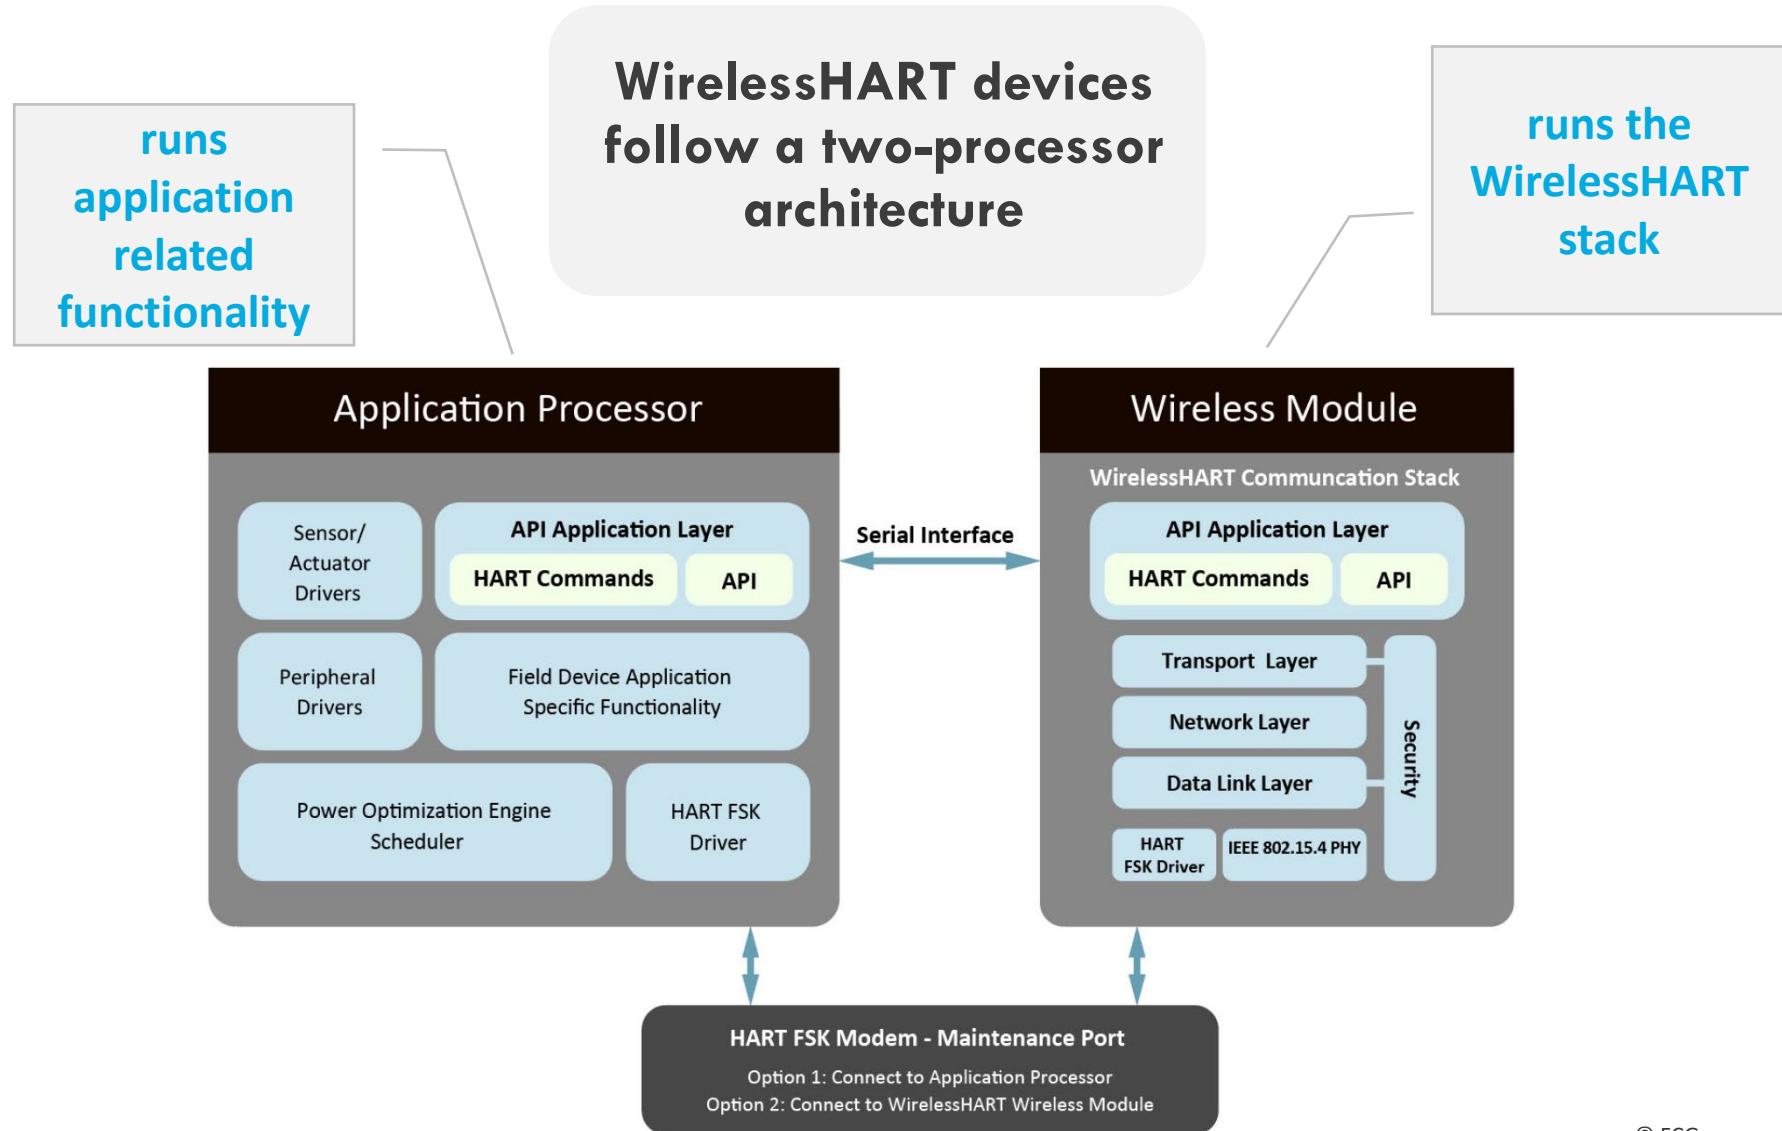 WirelessHART devices
follow a two-processor
architecture
runs
application
related
functionality
runs the
WirelessHART
stack
Application Processor
Sensor/
Actuator
Drivers
API Application Layer
HART Commands
API
Peripheral
Drivers
Field Device Application
Specific Functionality
Power Optimization Engine
Scheduler
HART FSK
Driver
Serial Interface
Wireless Module
WirelessHART Communcation Stack
API Application Layer
HART Commands
API
Transport Layer
Network Layer
Data Link Layer
HART
FSK Driver
IEEE 802.15.4 PHY
Security
HART FSK Modem - Maintenance Port
Option 1: Connect to Application Processor
Option 2: Connect to WirelessHART Wireless Module